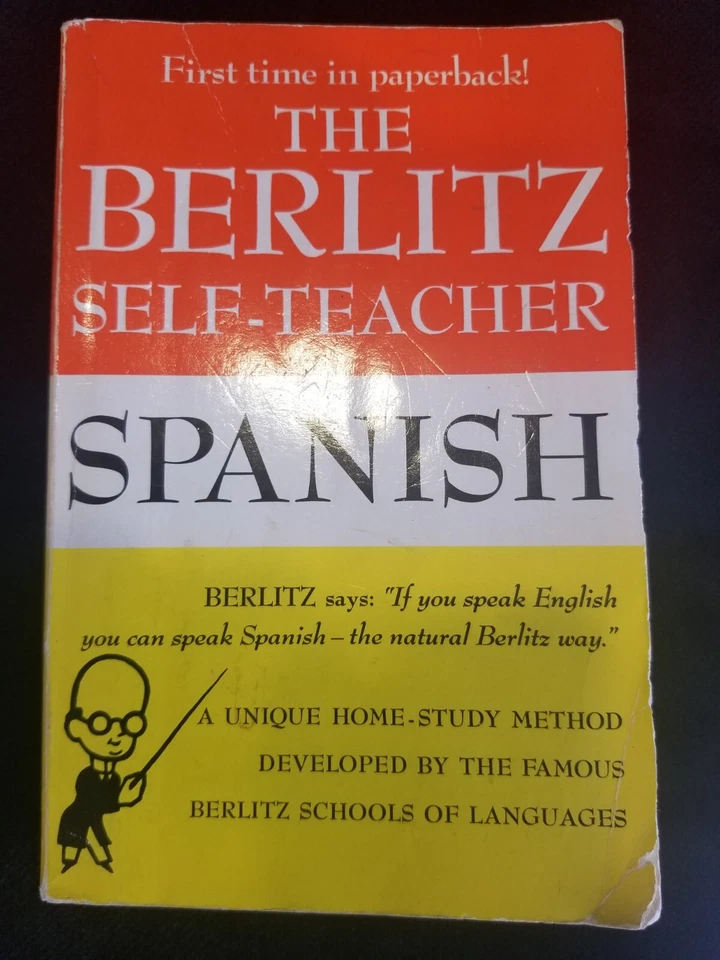 First time in paperback!
THE
BERLITZ
SELF-TEACHER
SPANISH
BERLITZ says: "If you speak English
you can speak Spanish – the natural Berlitz way."
A UNIQUE HOME-STUDY METHOD
DEVELOPED BY THE FAMOUS
BERLITZ SCHOOLS OF LANGUAGES